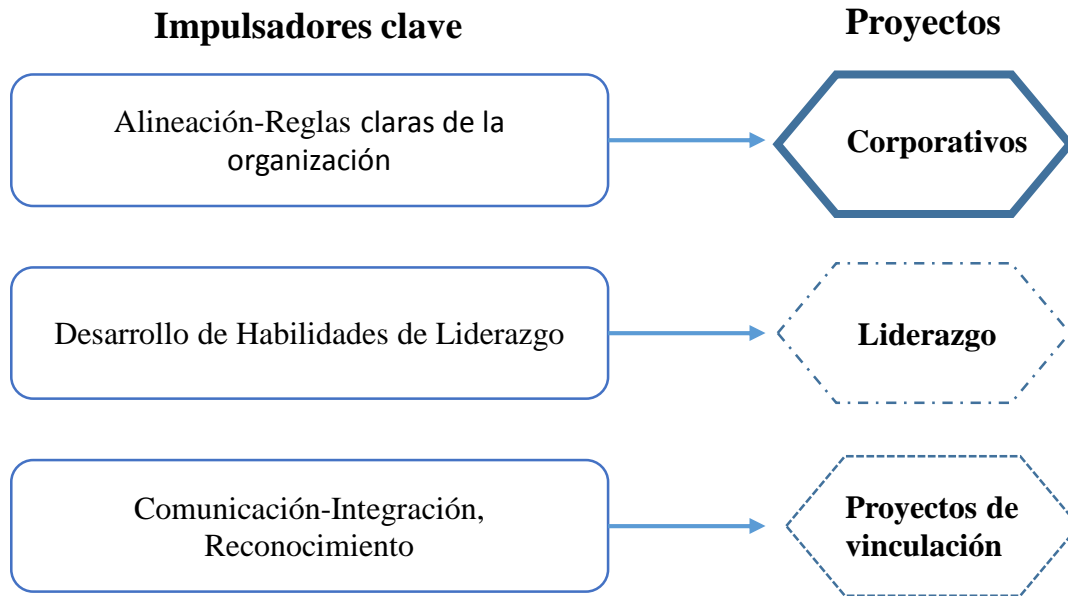 Impulsadores clave
Proyectos
Alineación-Reglas claras de la
organización
Corporativos
Desarrollo de Habilidades de Liderazgo
Liderazgo
Comunicación-Integración,
Reconocimiento
Proyectos de
vinculación